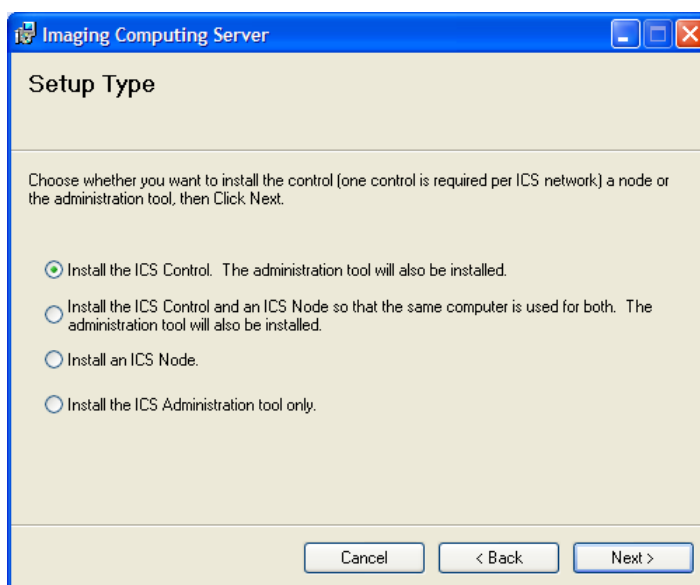 Imaging Computing Server
Setup Type
Choose whether you want to install the control (one control is required per ICS network) a node or
the administration tool, then Click Next.
Install the ICS Control.  The administration tool will also be installed.
Install the ICS Control and an ICS Node so that the same computer is used for both.  The
administration tool will also be installed.
Install an ICS Node.
Install the ICS Administration tool only.
Cancel
< Back
Next >